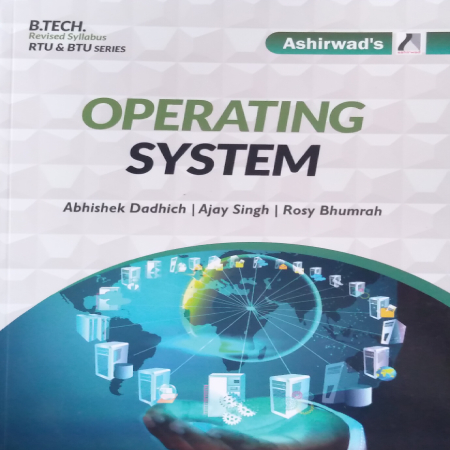 B.TECH.
Revised Syllabus
RTU & BTU SERIES
Ashirwad's
OPERATING
SYSTEM
Abhishek Dadhich | Ajay Singh | Rosy Bhumrah